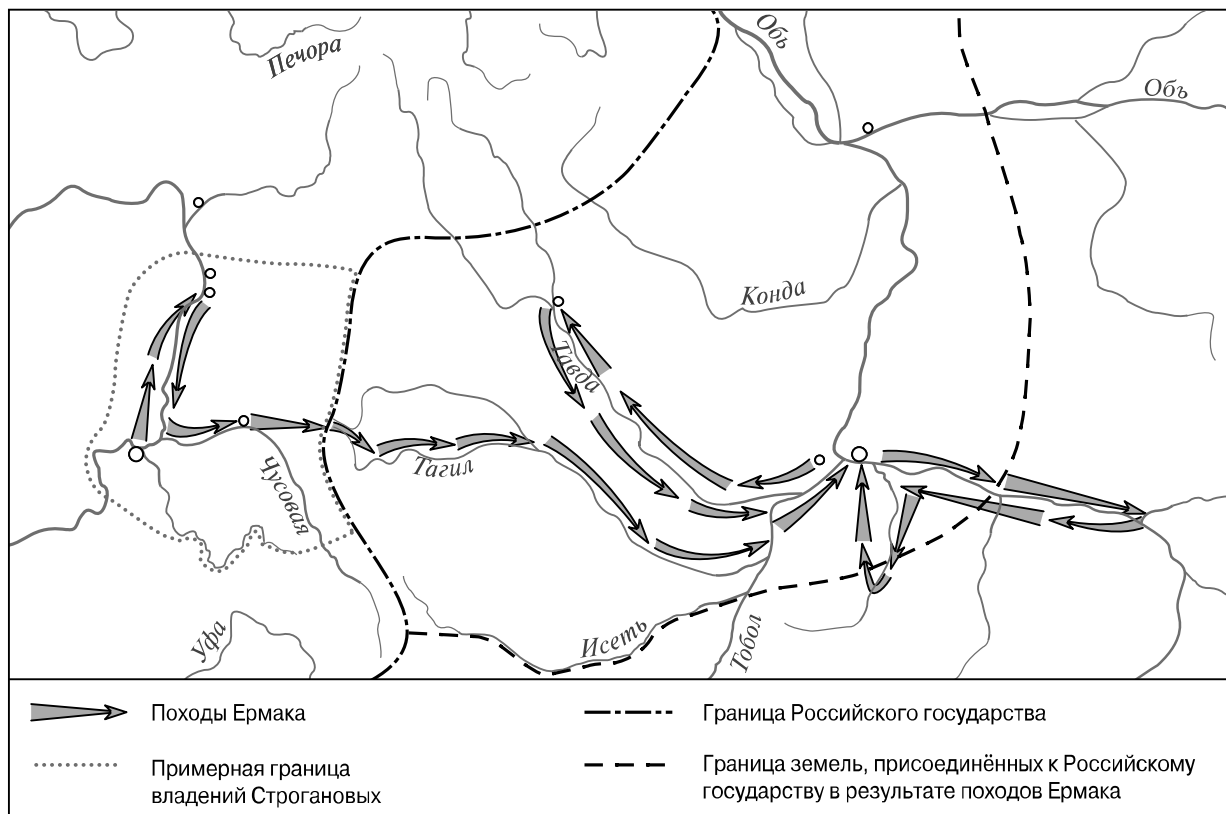 Печора
Обь
Обь
Конда
Тавда
Тагил
Чусовая
Уфа
Исеть
Тобол
Походы Ермака
Примерная граница
владений Строгановых
Граница Российского государства
Граница земель, присоединённых к Российскому
государству в результате походов Ермака